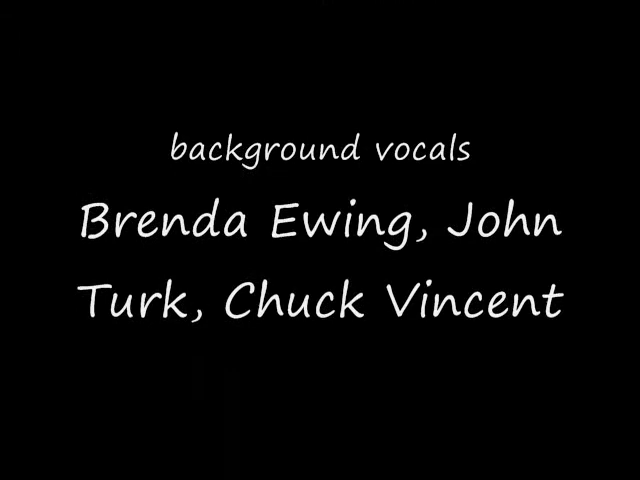 background vocals
Brenda Ewing, John
Turk, Chuck Vincent